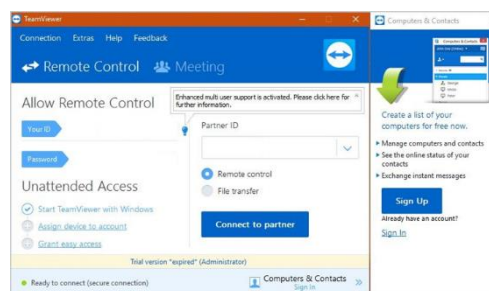 TeamViewer
Connection Extras Help Feedback
Remote Control Meeting
Allow Remote Control
Your ID
Password
Unattended Access
Start TeamViewer with Windows
Assign device to account
Grant easy access
Enhanced multi user support is activated. Please click here for
further information.
Partner ID
Remote control
File transfer
Connect to partner
Trial version "expired" (Administrator)
Ready to connect (secure connection)
Computers & Contacts
Sign In
Computers & Contacts
Create a list of your
computers for free now.
Manage computers and contacts
See the online status of your
contacts
Exchange instant messages
Sign Up
Already have an account?
Sign In